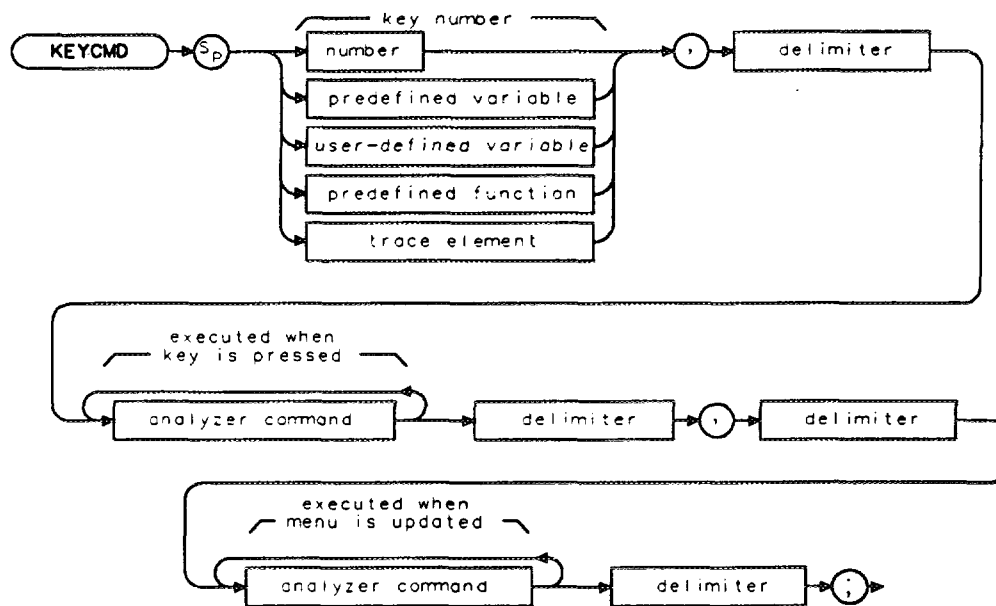 key number
KEYCMD
Sp
number
,
delimiter
predefined variable
user-defined variable
predefined function
trace element
executed when
key is pressed
analyzer command
delimiter
,
delimiter
executed when
menu is updated
analyzer command
delimiter
;